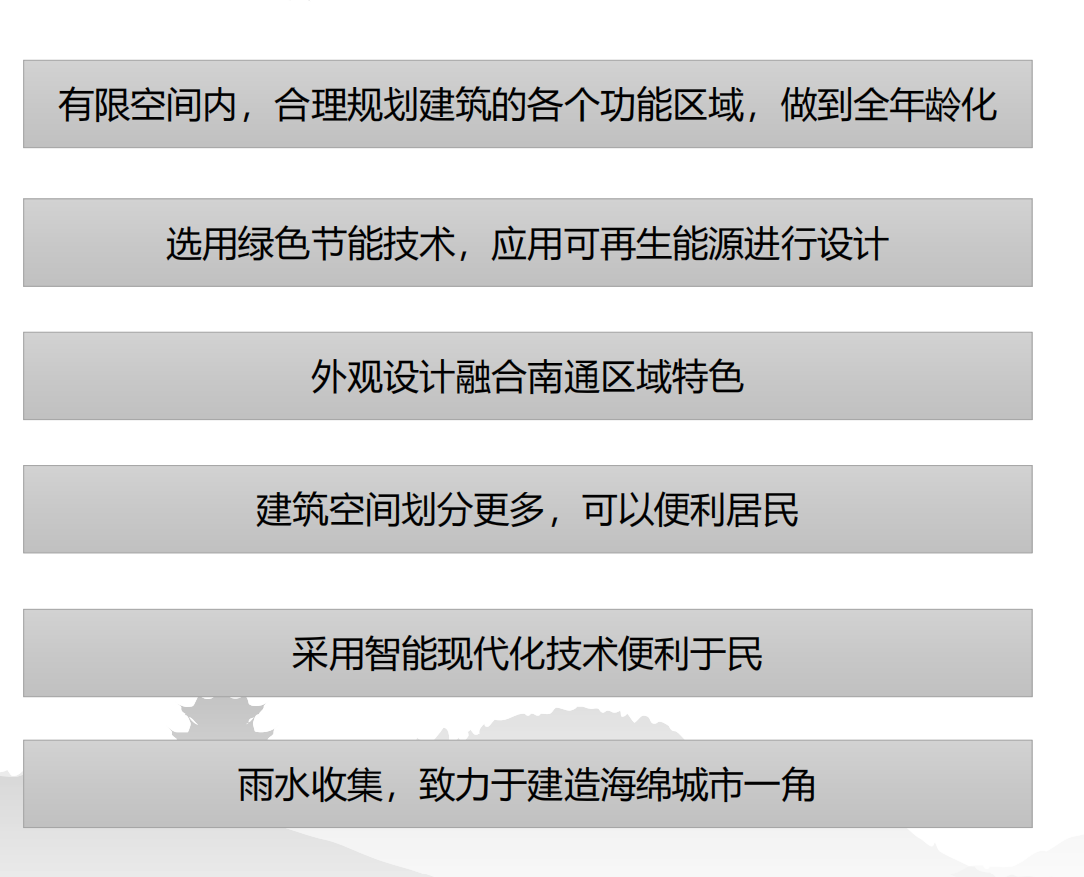 有限空间内，合理规划建筑的各个功能区域，做到全年龄化
选用绿色节能技术，应用可再生能源进行设计
外观设计融合南通区域特色
建筑空间划分更多，可以便利居民
采用智能现代化技术便利于民
雨水收集，致力于建造海绵城市一角